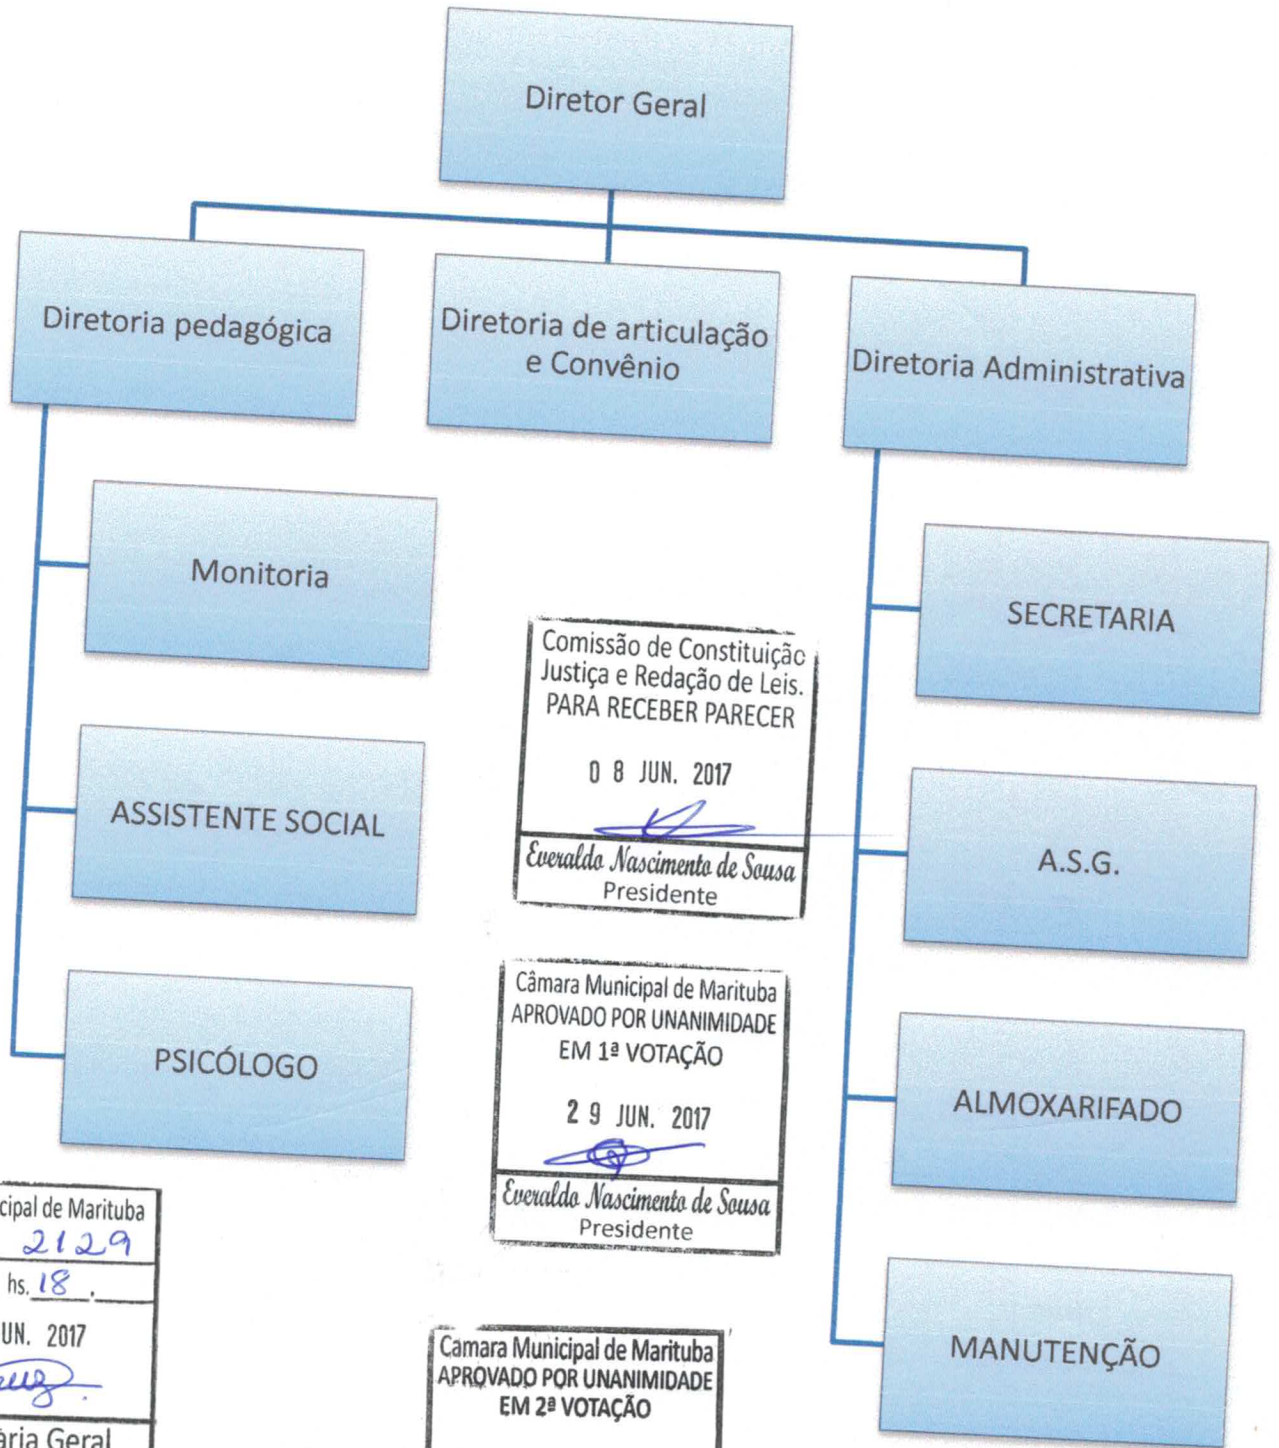 Diretor Geral
Diretoria pedagógica
Diretoria de articulação
e Convênio
Diretoria Administrativa
Monitoria
ASSISTENTE SOCIAL
PSICÓLOGO
SECRETARIA
A.S.G.
ALMOXARIFADO
MANUTENÇÃO
Comissão de Constituição
Justiça e Redação de Leis.
PARA RECEBER PARECER
08 JUN. 2017
Everaldo Nascimento de Sousa
Presidente
Câmara Municipal de Marituba
APROVADO POR UNANIMIDADE
EM 1ª VOTAÇÃO
29 JUN. 2017
Everaldo Nascimento de Sousa
Presidente
cipal de Marituba
2129
hs. 18
UN. 2017
ária Geral
Camara Municipal de Marituba
APROVADO POR UNANIMIDADE
EM 2ª VOTAÇÃO